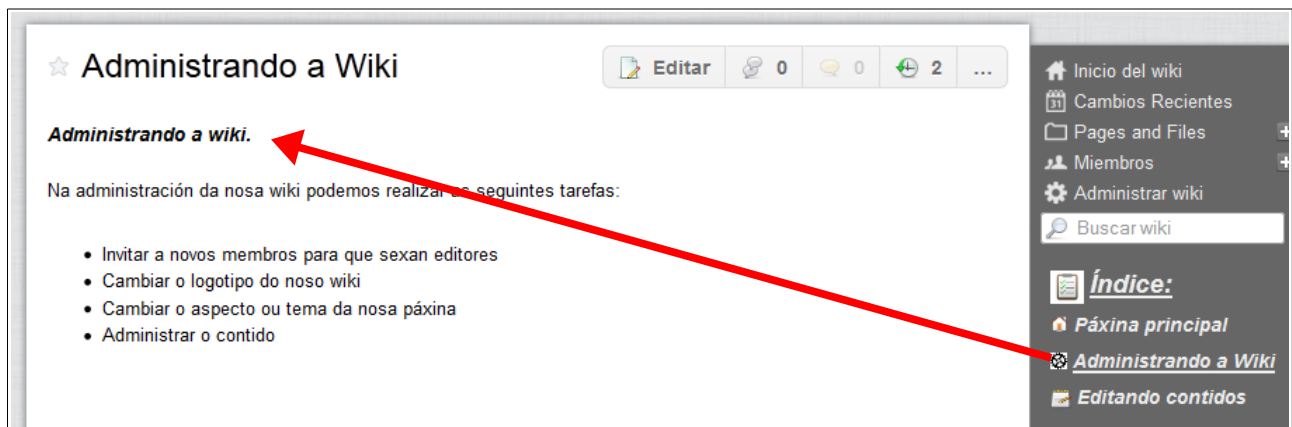 Administrando a Wiki
Editar 0 0 2 ...
Administrando a wiki.
Na administración da nosa wiki podemos realizar as seguintes tarefas:
• Invitar a novos membros para que sexan editores
• Cambiar o logotipo do noso wiki
• Cambiar o aspecto ou tema da nosa páxina
• Administrar o contido
Inicio del wiki
31 Cambios Recientes
Pages and Files +
Miembros +
Administrar wiki
Buscar wiki
Índice:
Páxina principal
Administrando a Wiki
Editando contidos